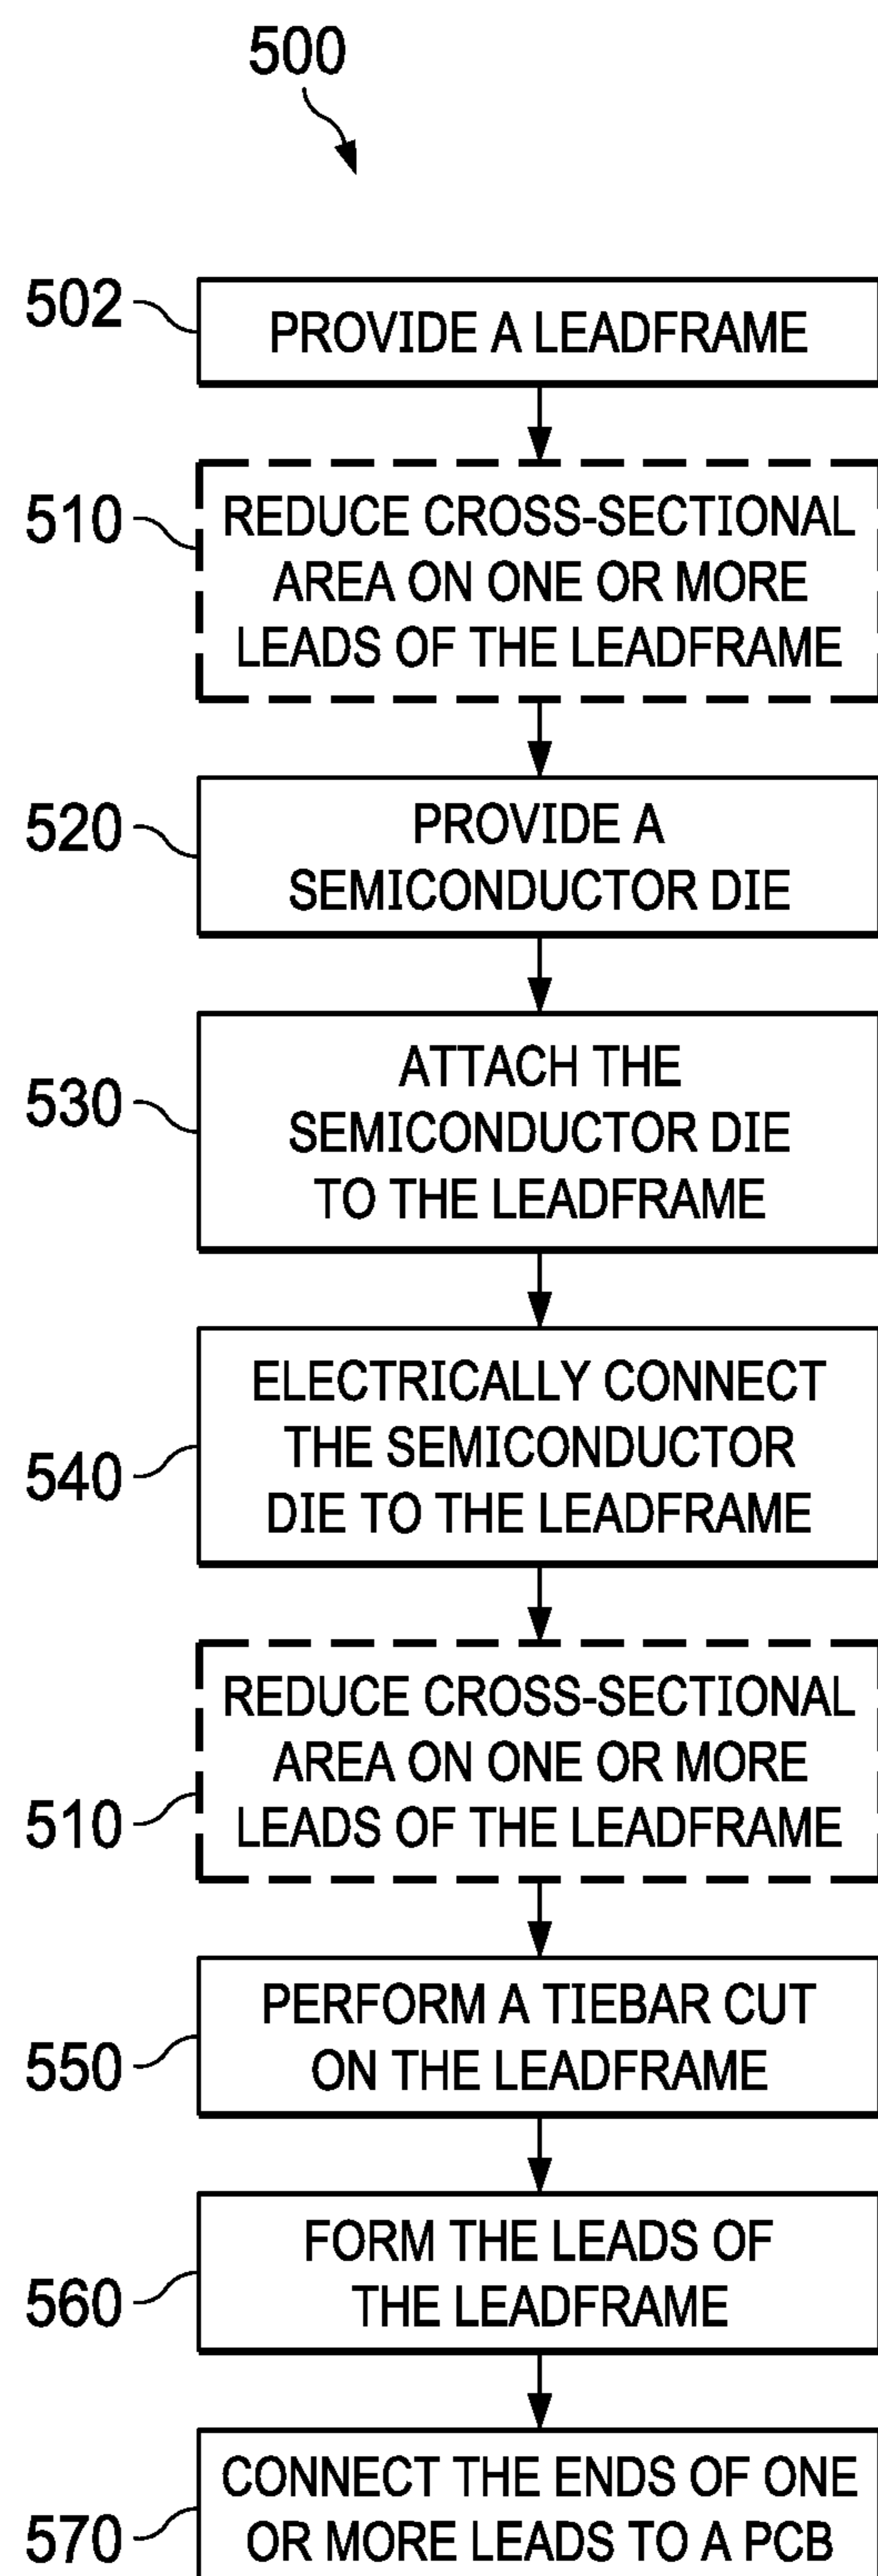 500
502
PROVIDE A LEADFRAME
510
REDUCE CROSS-SECTIONAL
AREA ON ONE OR MORE
LEADS OF THE LEADFRAME
520
PROVIDE A
SEMICONDUCTOR DIE
530
ATTACH THE
SEMICONDUCTOR DIE
TO THE LEADFRAME
540
ELECTRICALLY CONNECT
THE SEMICONDUCTOR
DIE TO THE LEADFRAME
510
REDUCE CROSS-SECTIONAL
AREA ON ONE OR MORE
LEADS OF THE LEADFRAME
550
PERFORM A TIEBAR CUT
ON THE LEADFRAME
560
FORM THE LEADS OF
THE LEADFRAME
570
CONNECT THE ENDS OF ONE
OR MORE LEADS TO A PCB